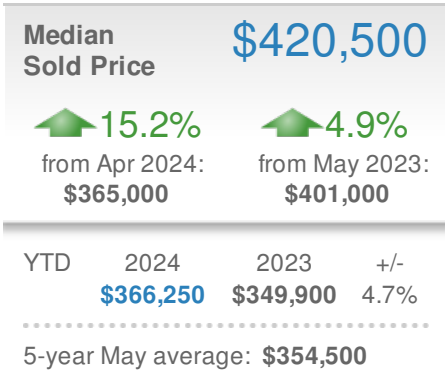 Median
Sold Price
$420,500
15.2% 4.9%
from Apr 2024: from May 2023:
$365,000 $401,000
YTD 2024 2023 +/-
$366,250 $349,900 4.7%
5-year May average: $354,500